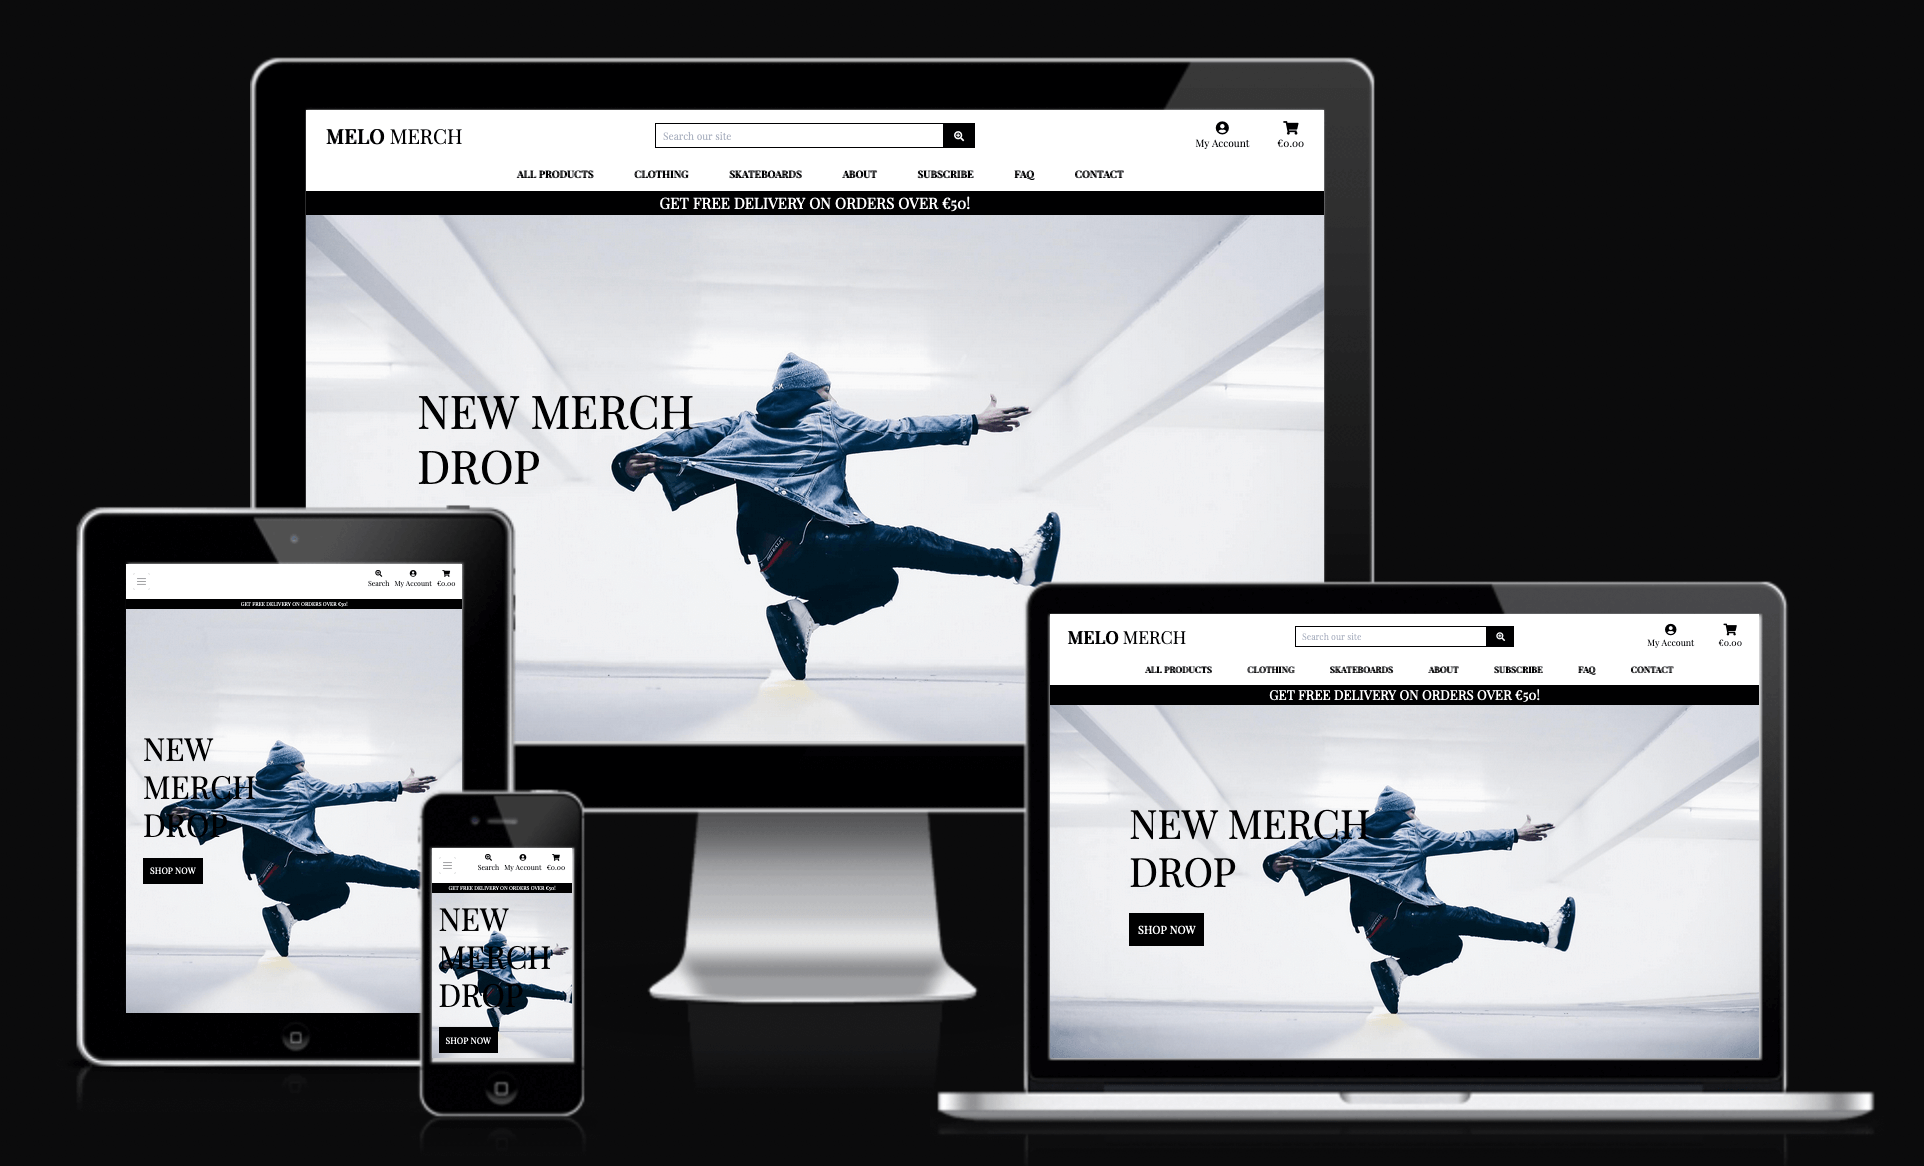 MELO MERCH
Search our site
My Account
€0.00
ALL PRODUCTS CLOTHING SKATEBOARDS ABOUT SUBSCRIBE FAQ CONTACT
GET FREE DELIVERY ON ORDERS OVER €50!
NEW MERCH
DROP
Search My Account €0.00
GET FREE DELIVERY ON ORDERS OVER €50!
NEW
MERCH
DROP
SHOP NOW
Search My Account €0.00
GET FREE DELIVERY ON ORDERS OVER €50!
NEW
MERCH
DROP
SHOP NOW
MELO MERCH
Search our site
My Account
€0.00
ALL PRODUCTS CLOTHING SKATEBOARDS ABOUT SUBSCRIBE FAQ CONTACT
GET FREE DELIVERY ON ORDERS OVER €50!
NEW MERCH
DROP
SHOP NOW